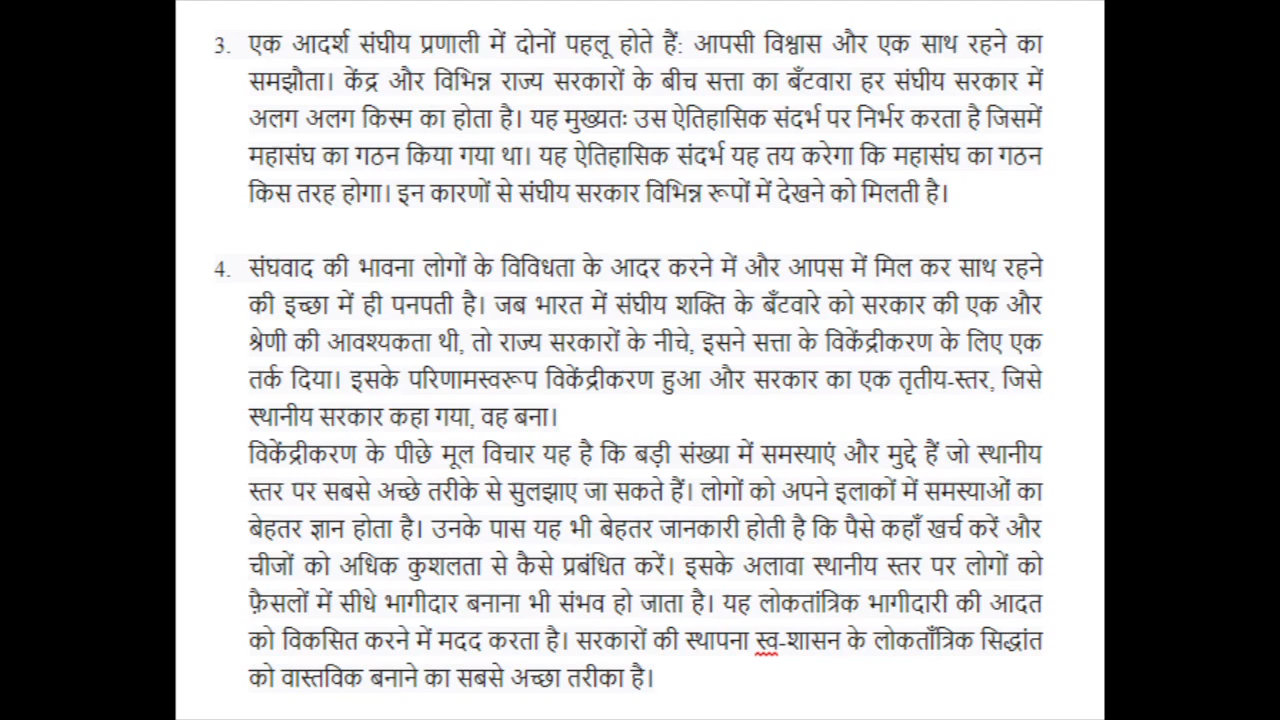 3. एक आदर्श संघीय प्रणाली में दोनों पहलू होते हैं: आपसी विश्वास और एक साथ रहने का
समझौता। केंद्र और विभिन्न राज्य सरकारों के बीच सत्ता का बँटवारा हर संघीय सरकार में
अलग अलग किस्म का होता है। यह मुख्यतः उस ऐतिहासिक संदर्भ पर निर्भर करता है जिसमें
महासंघ का गठन किया गया था। यह ऐतिहासिक संदर्भ यह तय करेगा कि महासंघ का गठन
किस तरह होगा। इन कारणों से संघीय सरकार विभिन्न रूपों में देखने को मिलती है।
4. संघवाद की भावना लोगों के विविधता के आदर करने में और आपस में मिल कर साथ रहने
की इच्छा में ही पनपती है। जब भारत में संघीय शक्ति के बँटवारे को सरकार की एक और
श्रेणी की आवश्यकता थी, तो राज्य सरकारों के नीचे, इसने सत्ता के विकेंद्रीकरण के लिए एक
तर्क दिया। इसके परिणामस्वरूप विकेंद्रीकरण हुआ और सरकार का एक तृतीय-स्तर, जिसे
स्थानीय सरकार कहा गया, वह बना।
विकेंद्रीकरण के पीछे मूल विचार यह है कि बड़ी संख्या में समस्याएं और मुद्दे हैं जो स्थानीय
स्तर पर सबसे अच्छे तरीके से सुलझाए जा सकते हैं। लोगों को अपने इलाकों में समस्याओं का
बेहतर ज्ञान होता है। उनके पास यह भी बेहतर जानकारी होती है कि पैसे कहाँ खर्च करें और
चीजों को अधिक कुशलता से कैसे प्रबंधित करें। इसके अलावा स्थानीय स्तर पर लोगों को
फ़ैसलों में सीधे भागीदार बनाना भी संभव हो जाता है। यह लोकतांत्रिक भागीदारी की आदत
को विकसित करने में मदद करता है। सरकारों की स्थापना स्व-शासन के लोकताँत्रिक सिद्धांत
को वास्तविक बनाने का सबसे अच्छा तरीका है।